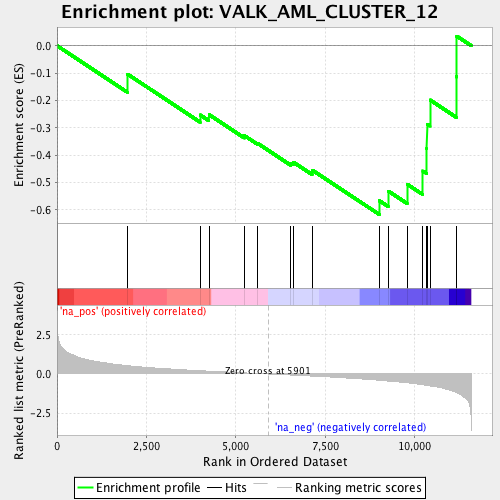 Enrichment plot: VALK_AML_CLUSTER_12
Enrichment score (ES)
0.0
-0.1
-0.2
-0.3
-0.4
-0.5
-0.6
'na_pos' (positively correlated)
Ranked list metric (PreRanked)
2.5
0.0
-2.5
Zero cross at 5901
'na_neg' (negatively correlated)
0
2,500
5,000
7,500
10,000
Rank in Ordered Dataset
Enrichment profile
Hits
Ranking metric scores